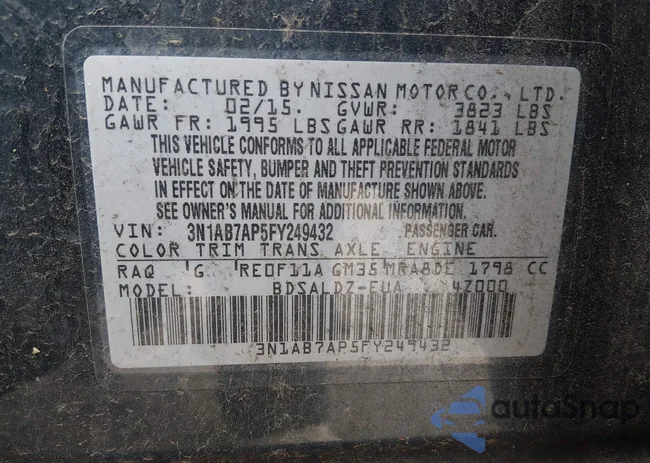 MANUFACTURED BY NISSAN MOTOR CO., LTD.
DATE: 02/15. GVWR: 3823 LBS
GAWR FR: 1995 LBS GAWR RR: 1841 LBS
THIS VEHICLE CONFORMS TO ALL APPLICABLE FEDERAL MOTOR
VEHICLE SAFETY, BUMPER AND THEFT PREVENTION STANDARDS
IN EFFECT ON THE DATE OF MANUFACTURE SHOWN ABOVE.
SEE OWNER'S MANUAL FOR ADDITIONAL INFORMATION.
VIN: 3N1AB7AP5FY249432 PASSENGER CAR.
COLOR TRIM TRANS AXLE ENGINE
RAQ G RE0F11A GM35 MRA8DE 1798 CC
MODEL: BDSALDZ-EUA 4Z000
3N1AB7AP5FY249432
autoSnap